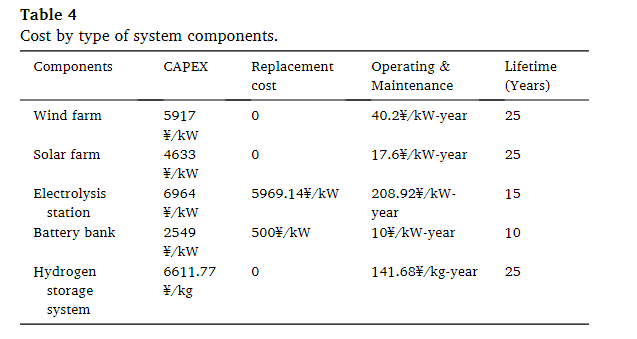 Table 4
Cost by type of system components.
Components CAPEX Replacement cost Operating & Maintenance Lifetime (Years)
Wind farm 5917 ¥/kW 0 40.2¥/kW-year 25
Solar farm 4633 ¥/kW 0 17.6¥/kW-year 25
Electrolysis station 6964 ¥/kW 5969.14¥/kW 208.92¥/kW-year 15
Battery bank 2549 ¥/kW 500¥/kW 10¥/kW-year 10
Hydrogen storage system 6611.77 ¥/kg 0 141.68¥/kg-year 25